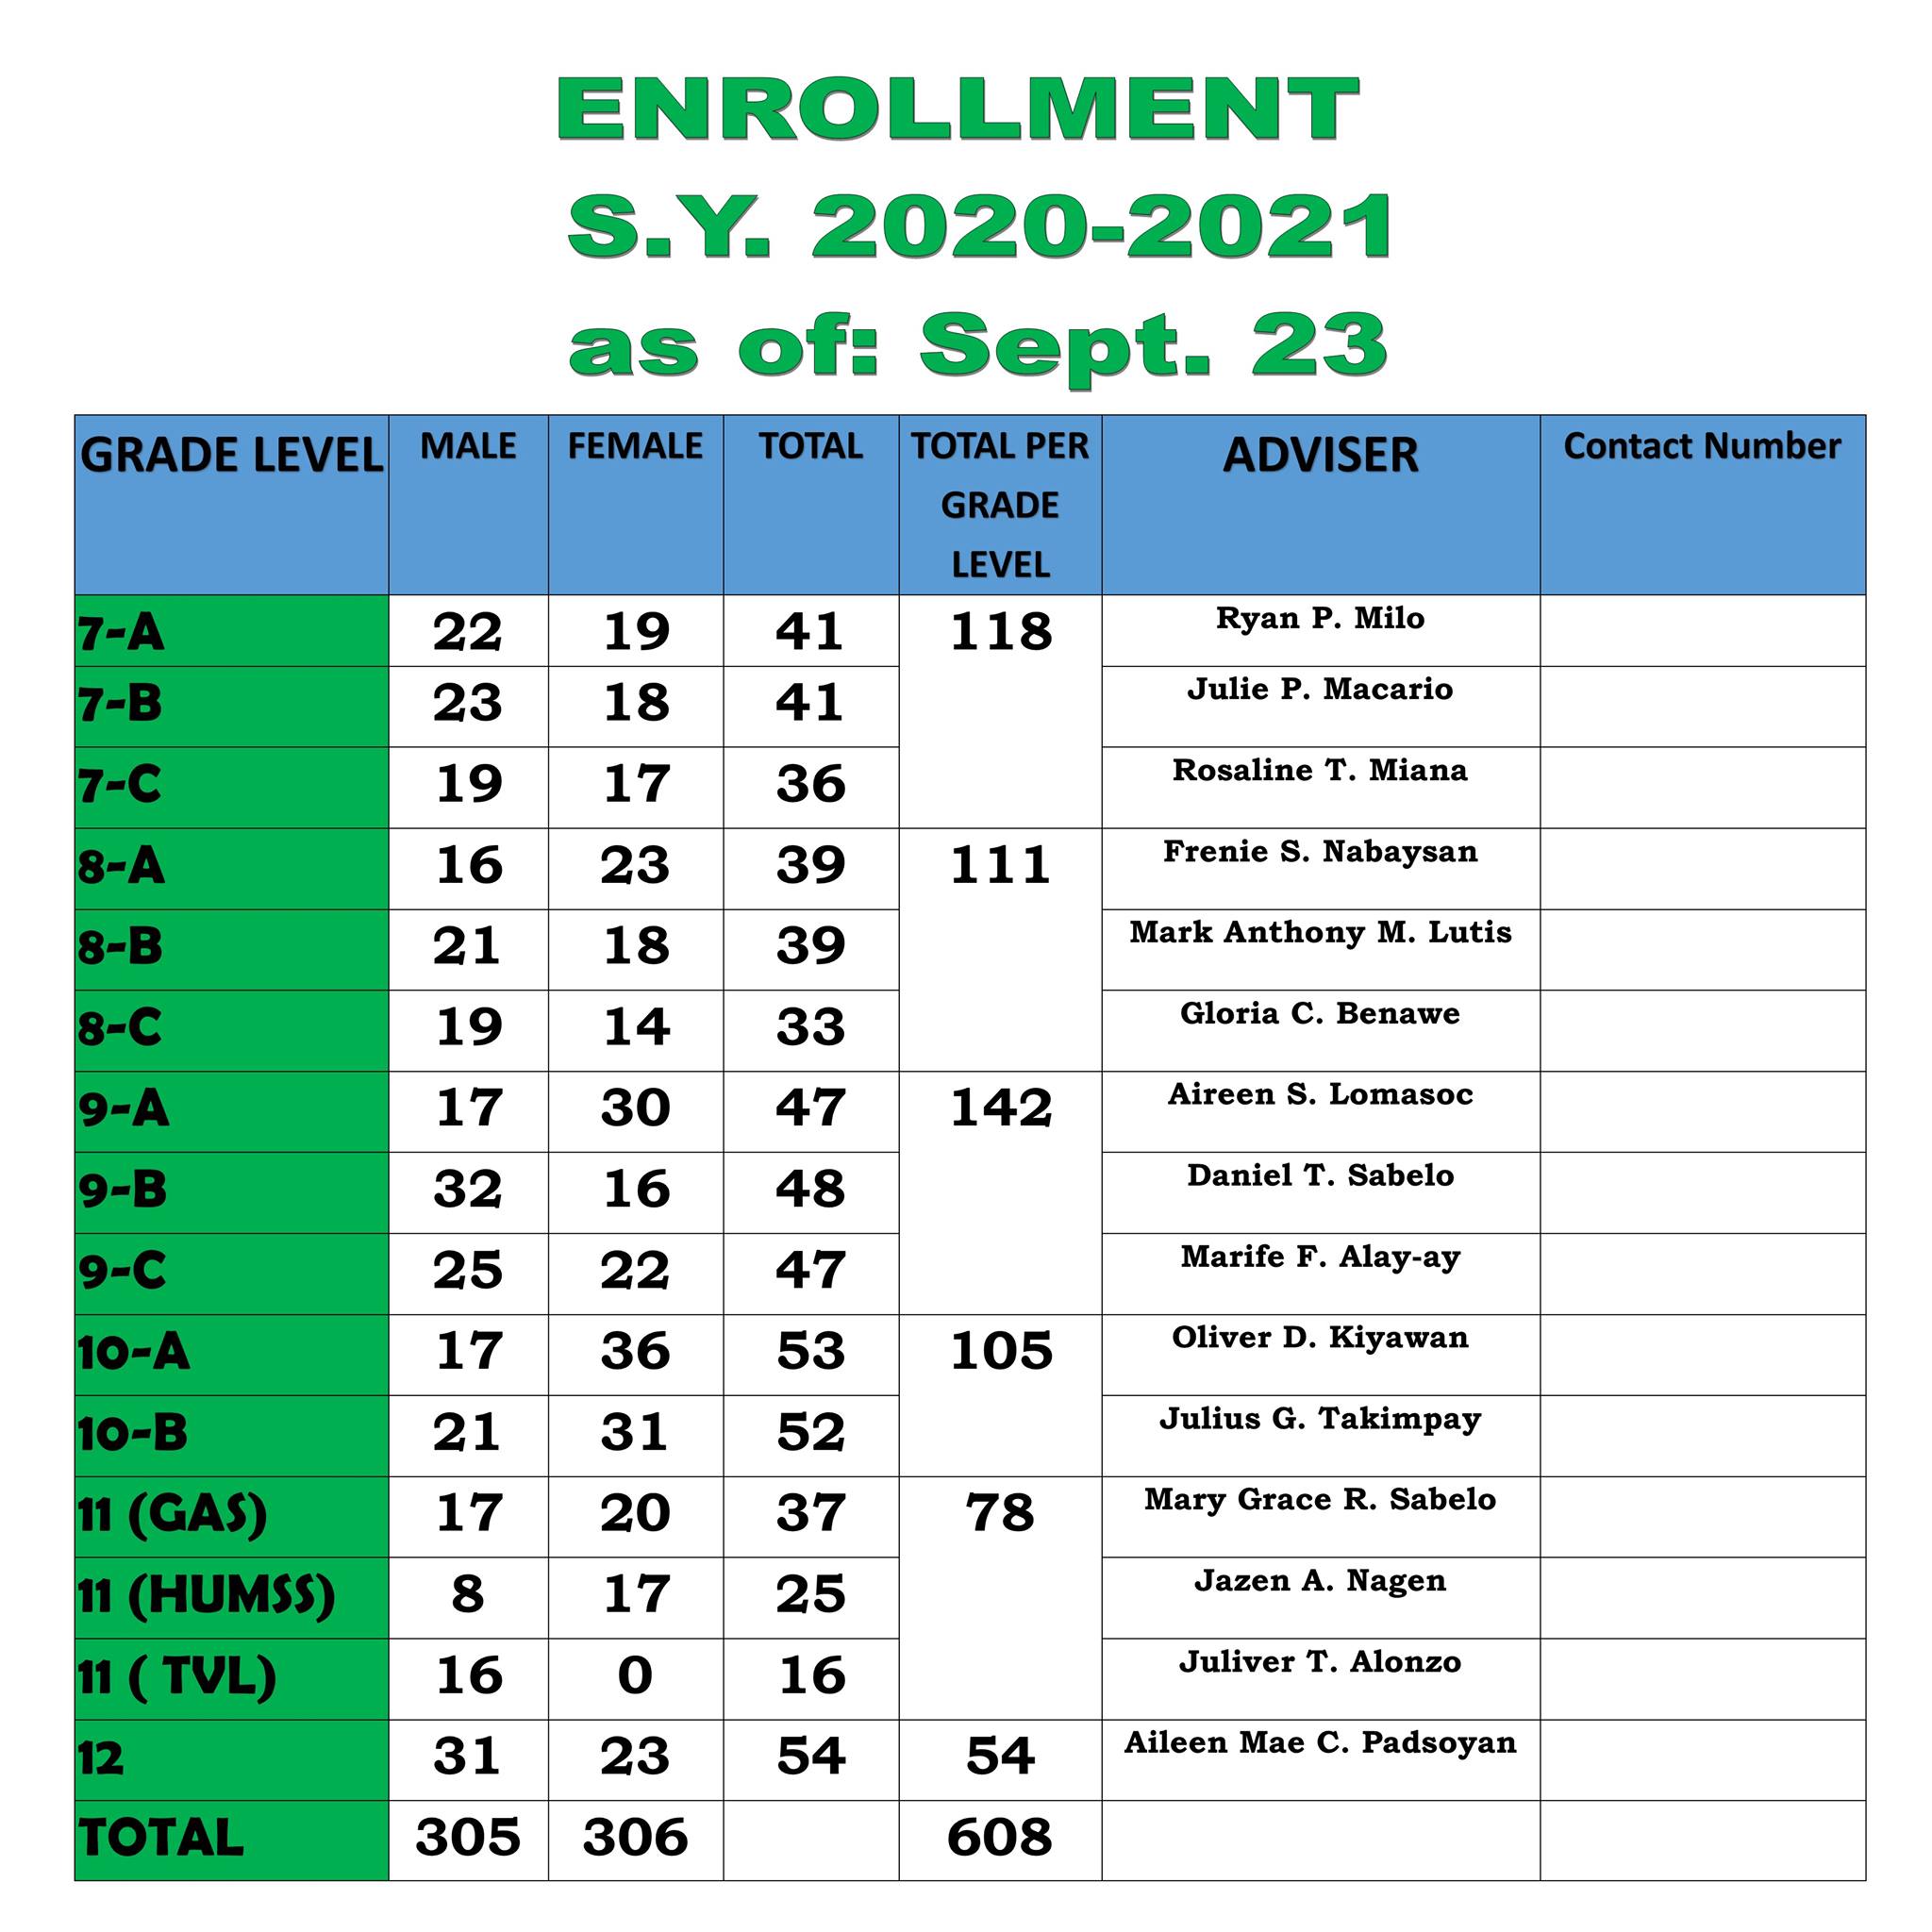 ENROLLMENT
S.Y. 2020-2021
as of: Sept. 23
GRADE LEVEL MALE FEMALE TOTAL TOTAL PER GRADE LEVEL ADVISER Contact Number
7-A 22 19 41 118 Ryan P. Milo
7-B 23 18 41 Julie P. Macario
7-C 19 17 36 Rosaline T. Miana
8-A 16 23 39 111 Frenie S. Nabaysan
8-B 21 18 39 Mark Anthony M. Lutis
8-C 19 14 33 Gloria C. Benawe
9-A 17 30 47 142 Aireen S. Lomasoc
9-B 32 16 48 Daniel T. Sabelo
9-C 25 22 47 Marife F. Alay-ay
10-A 17 36 53 105 Oliver D. Kiyawan
10-B 21 31 52 Julius G. Takimpay
11 (GAS) 17 20 37 78 Mary Grace R. Sabelo
11 (HUMSS) 8 17 25 Jazen A. Nagen
11 ( TVL) 16 0 16 Juliver T. Alonzo
12 31 23 54 54 Aileen Mae C. Padsoyan
TOTAL 305 306 608